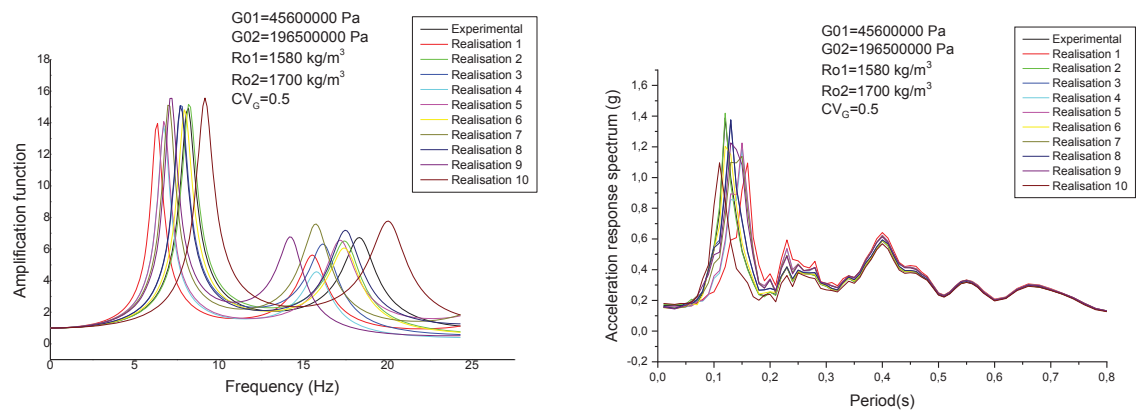 G01=45600000 Pa
G02=196500000 Pa
Ro1=1580 kg/m3
Ro2=1700 kg/m3
CVG=0.5
Experimental
Realisation 1
Realisation 2
Realisation 3
Realisation 4
Realisation 5
Realisation 6
Realisation 7
Realisation 8
Realisation 9
Realisation 10
Amplification function
18
16
14
12
10
8
6
4
2
0
0 5 10 15 20 25
Frequency (Hz)
G01=45600000 Pa
G02=196500000 Pa
Ro1=1580 kg/m3
Ro2=1700 kg/m3
CVG=0.5
Experimental
Realisation 1
Realisation 2
Realisation 3
Realisation 4
Realisation 5
Realisation 6
Realisation 7
Realisation 8
Realisation 9
Realisation 10
Acceleration response spectrum (g)
1,6
1,4
1,2
1,0
0,8
0,6
0,4
0,2
0,0
-0,2
0,0 0,1 0,2 0,3 0,4 0,5 0,6 0,7 0,8
Period(s)